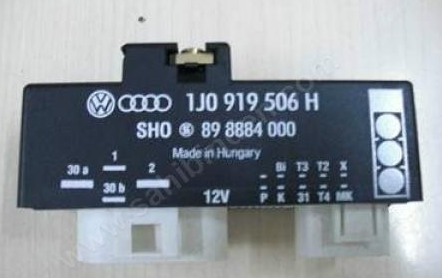 1J0 919 506 H
SHO 89 8884 000
Made in Hungary
30 a 1 2
30 b
12V
Bi T3 T2 X
P K 31 T4 MK